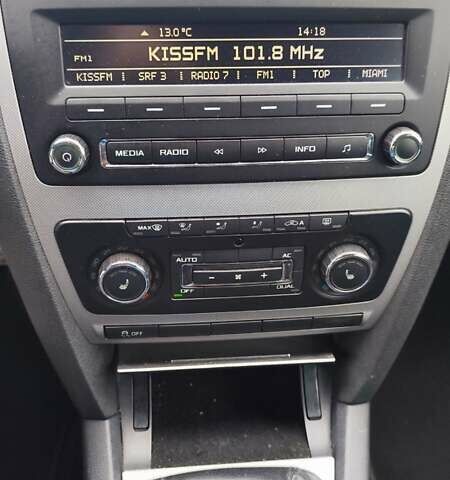 13.0°C 14:18
FM1 KISSFM 101.8 MHz
KISSFM SRF 3 RADIO 7 FM1 TOP MIAMI
MEDIA RADIO INFO
MAX A
AUTO AC
- +
OFF DUAL
OFF